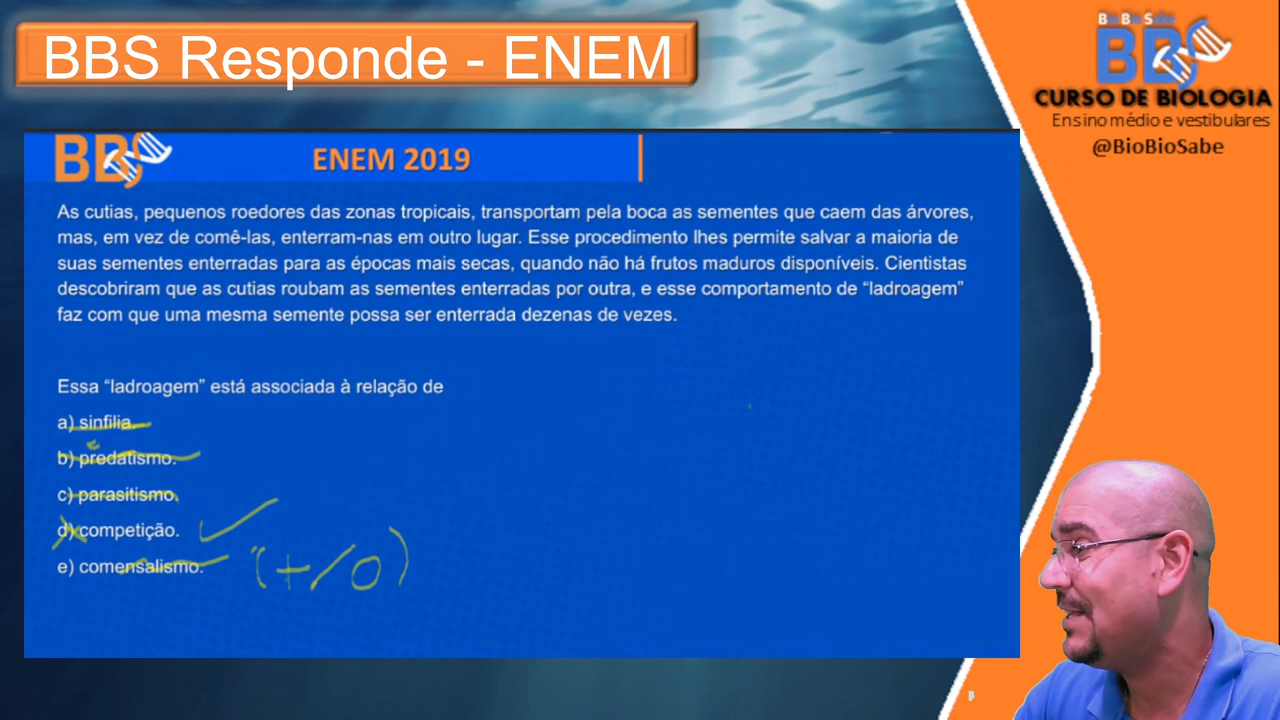 BBS Responde - ENEM
Bio Bio Sabe
BBS
CURSO DE BIOLOGIA
Ensino médio e vestibulares
@BioBioSabe
BBS
ENEM 2019
As cutias, pequenos roedores das zonas tropicais, transportam pela boca as sementes que caem das árvores,
mas, em vez de comê-las, enterram-nas em outro lugar. Esse procedimento lhes permite salvar a maioria de
suas sementes enterradas para as épocas mais secas, quando não há frutos maduros disponíveis. Cientistas
descobriram que as cutias roubam as sementes enterradas por outra, e esse comportamento de “ladroagem”
faz com que uma mesma semente possa ser enterrada dezenas de vezes.
Essa “ladroagem” está associada à relação de
a) sinfilia.
b) predatismo.
c) parasitismo.
d) competição.
e) comensalismo.
(+/0)